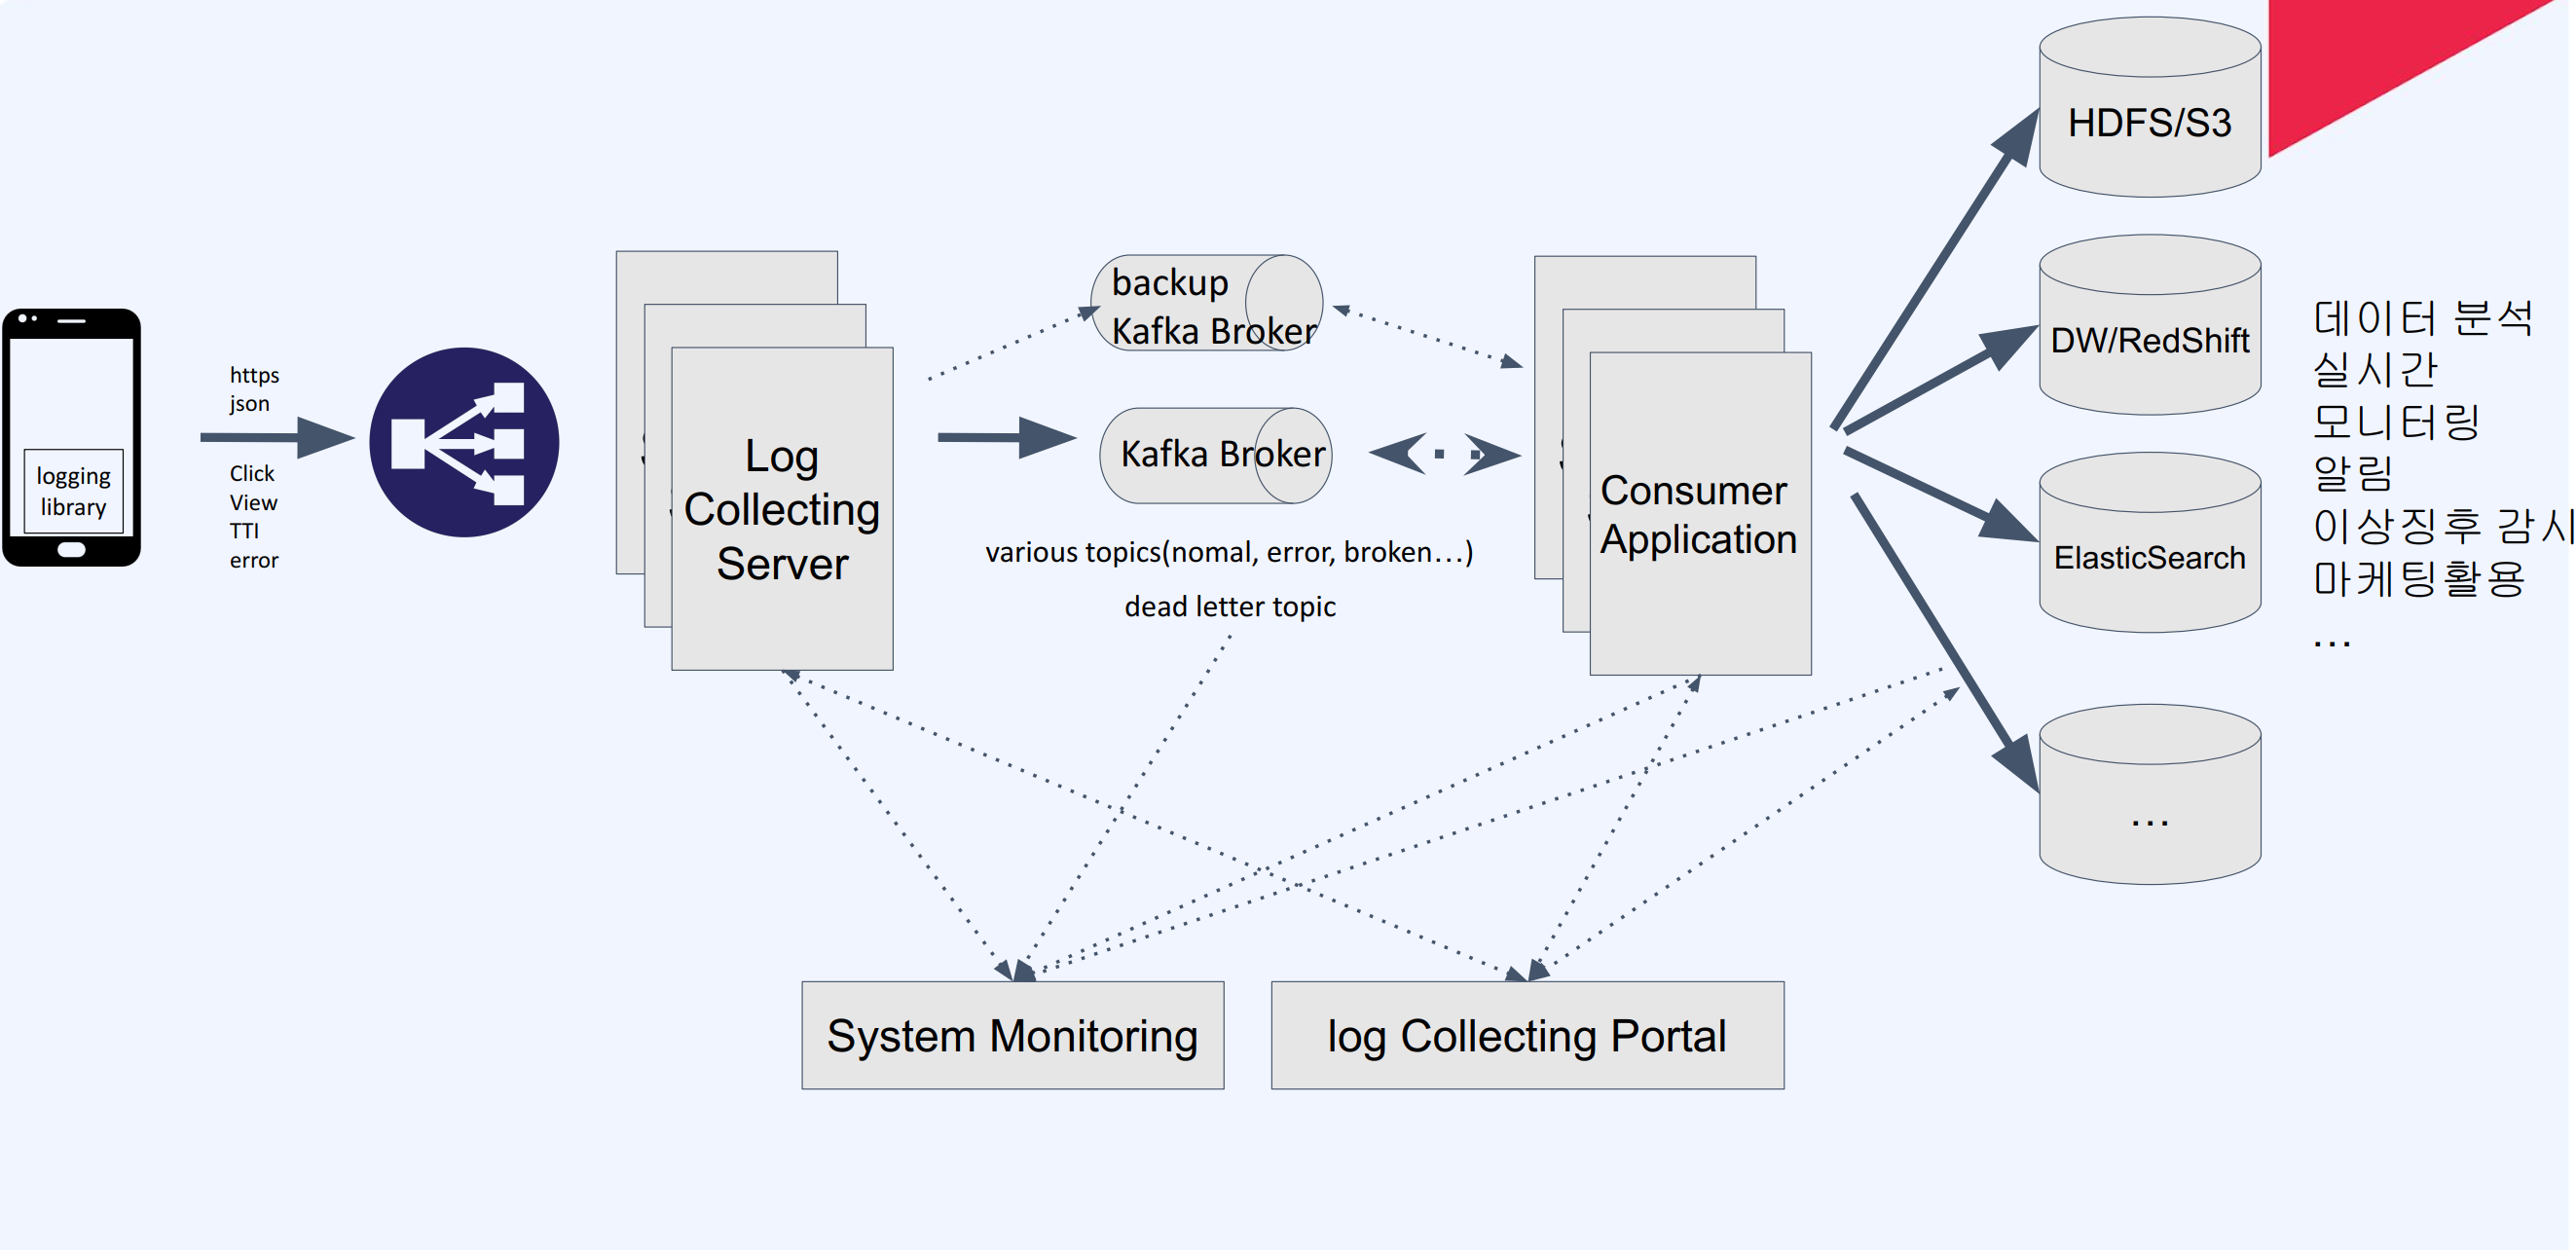 logging
library
https
json
Click
View
TTI
error
Log
Collecting
Server
backup
Kafka Broker
Kafka Broker
various topics(nomal, error, broken…)
dead letter topic
Consumer
Application
HDFS/S3
DW/RedShift
ElasticSearch
…
데이터 분석
실시간
모니터링
알림
이상징후 감시
마케팅활용
…
System Monitoring
log Collecting Portal